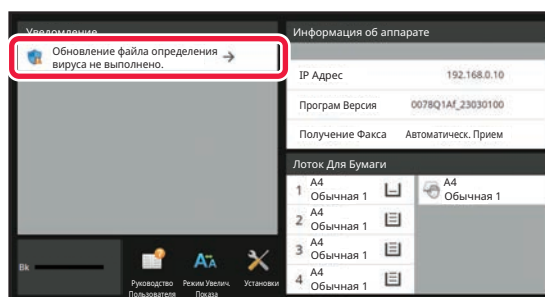 Уведомление
Обновление файла определения
вируса не выполнено.
Информация об аппарате
IP Адрес
192.168.0.10
Програм Версия
0078Q1Af_23030100
Получение Факса
Автоматическ. Прием
Лоток Для Бумаги
1
A4
Обычная 1
A4
Обычная 1
2
A4
Обычная 1
3
A4
Обычная 1
4
A4
Обычная 1
Bk
Руководство
Пользователя
Режим Увелич.
Показа
Установки